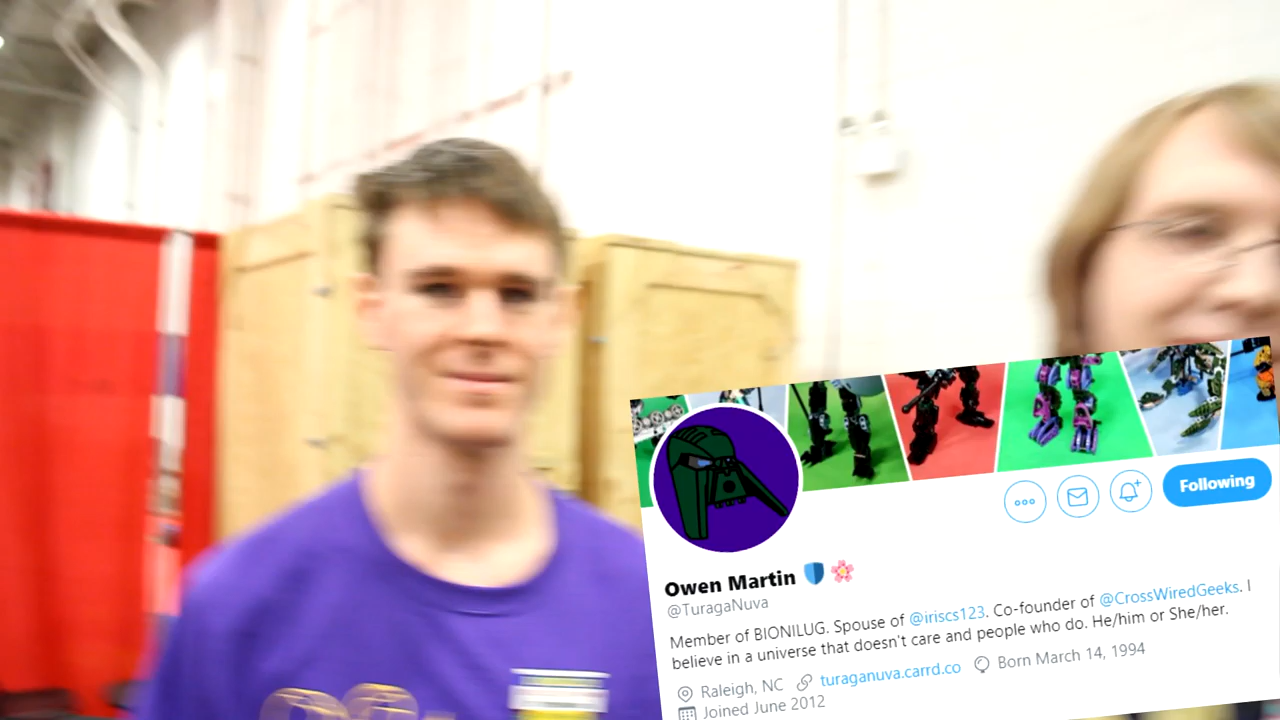 Following
Owen Martin
@TuragaNuva
Member of BIONILUG. Spouse of @iriscs123. Co-founder of @CrossWiredGeeks. I
believe in a universe that doesn't care and people who do. He/him or She/her.
Raleigh, NC turaganuva.carrd.co Born March 14, 1994
Joined June 2012